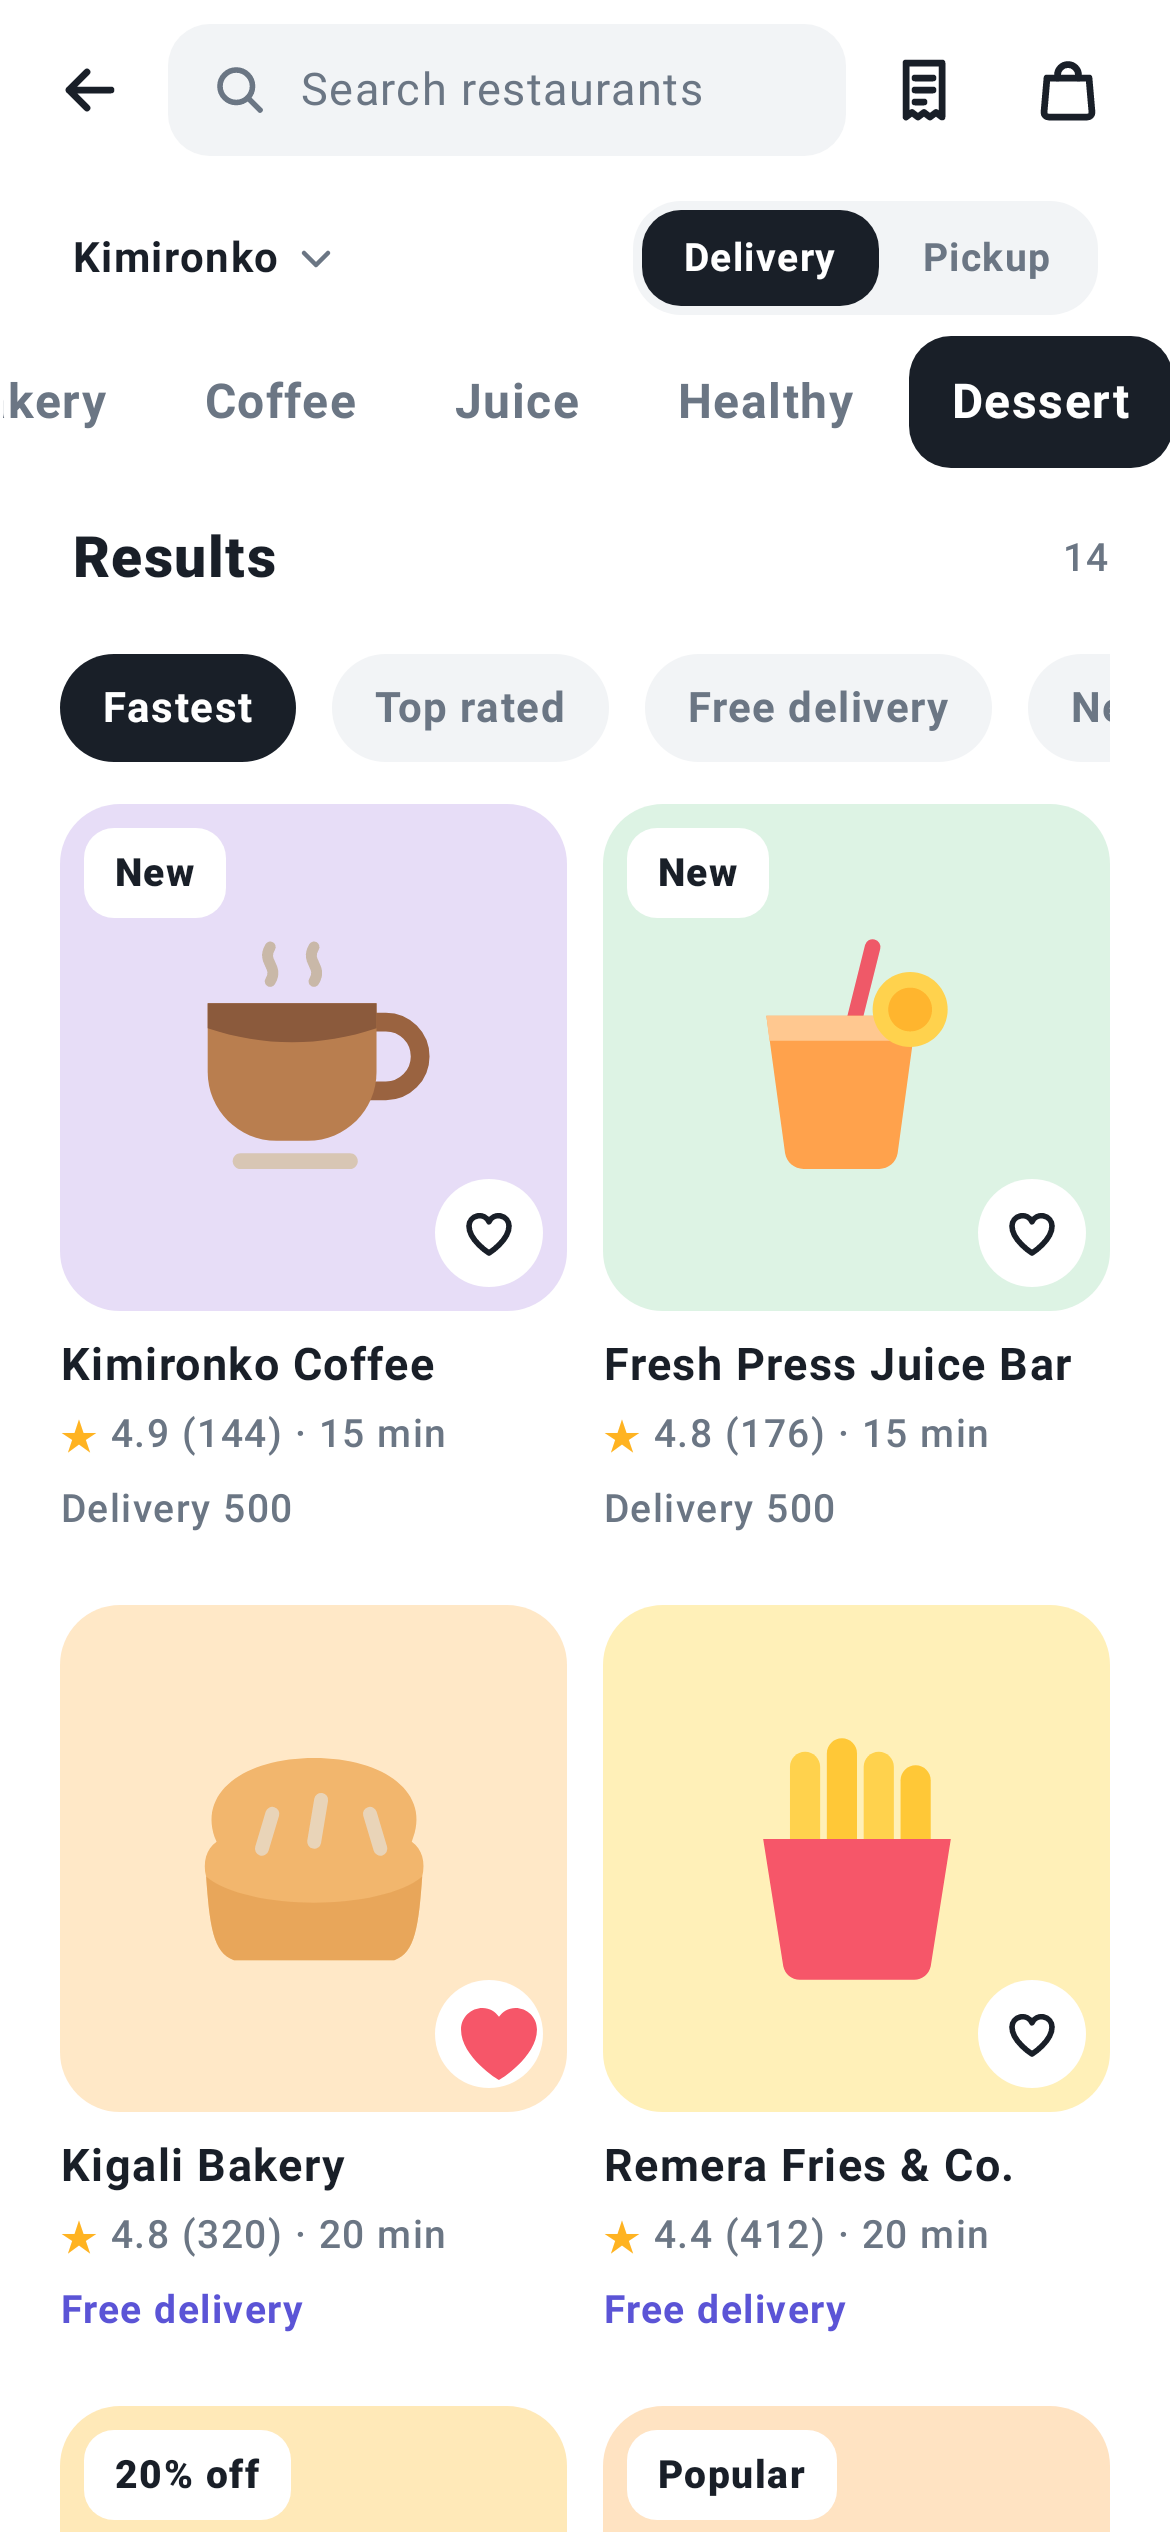 Search restaurants
Kimironko
Delivery Pickup
kery Coffee Juice Healthy Dessert
Results 14
Fastest Top rated Free delivery
New New
Kimironko Coffee Fresh Press Juice Bar
★ 4.9 (144) · 15 min ★ 4.8 (176) · 15 min
Delivery 500 Delivery 500
Kigali Bakery Remera Fries & Co.
★ 4.8 (320) · 20 min ★ 4.4 (412) · 20 min
Free delivery Free delivery
20% off Popular